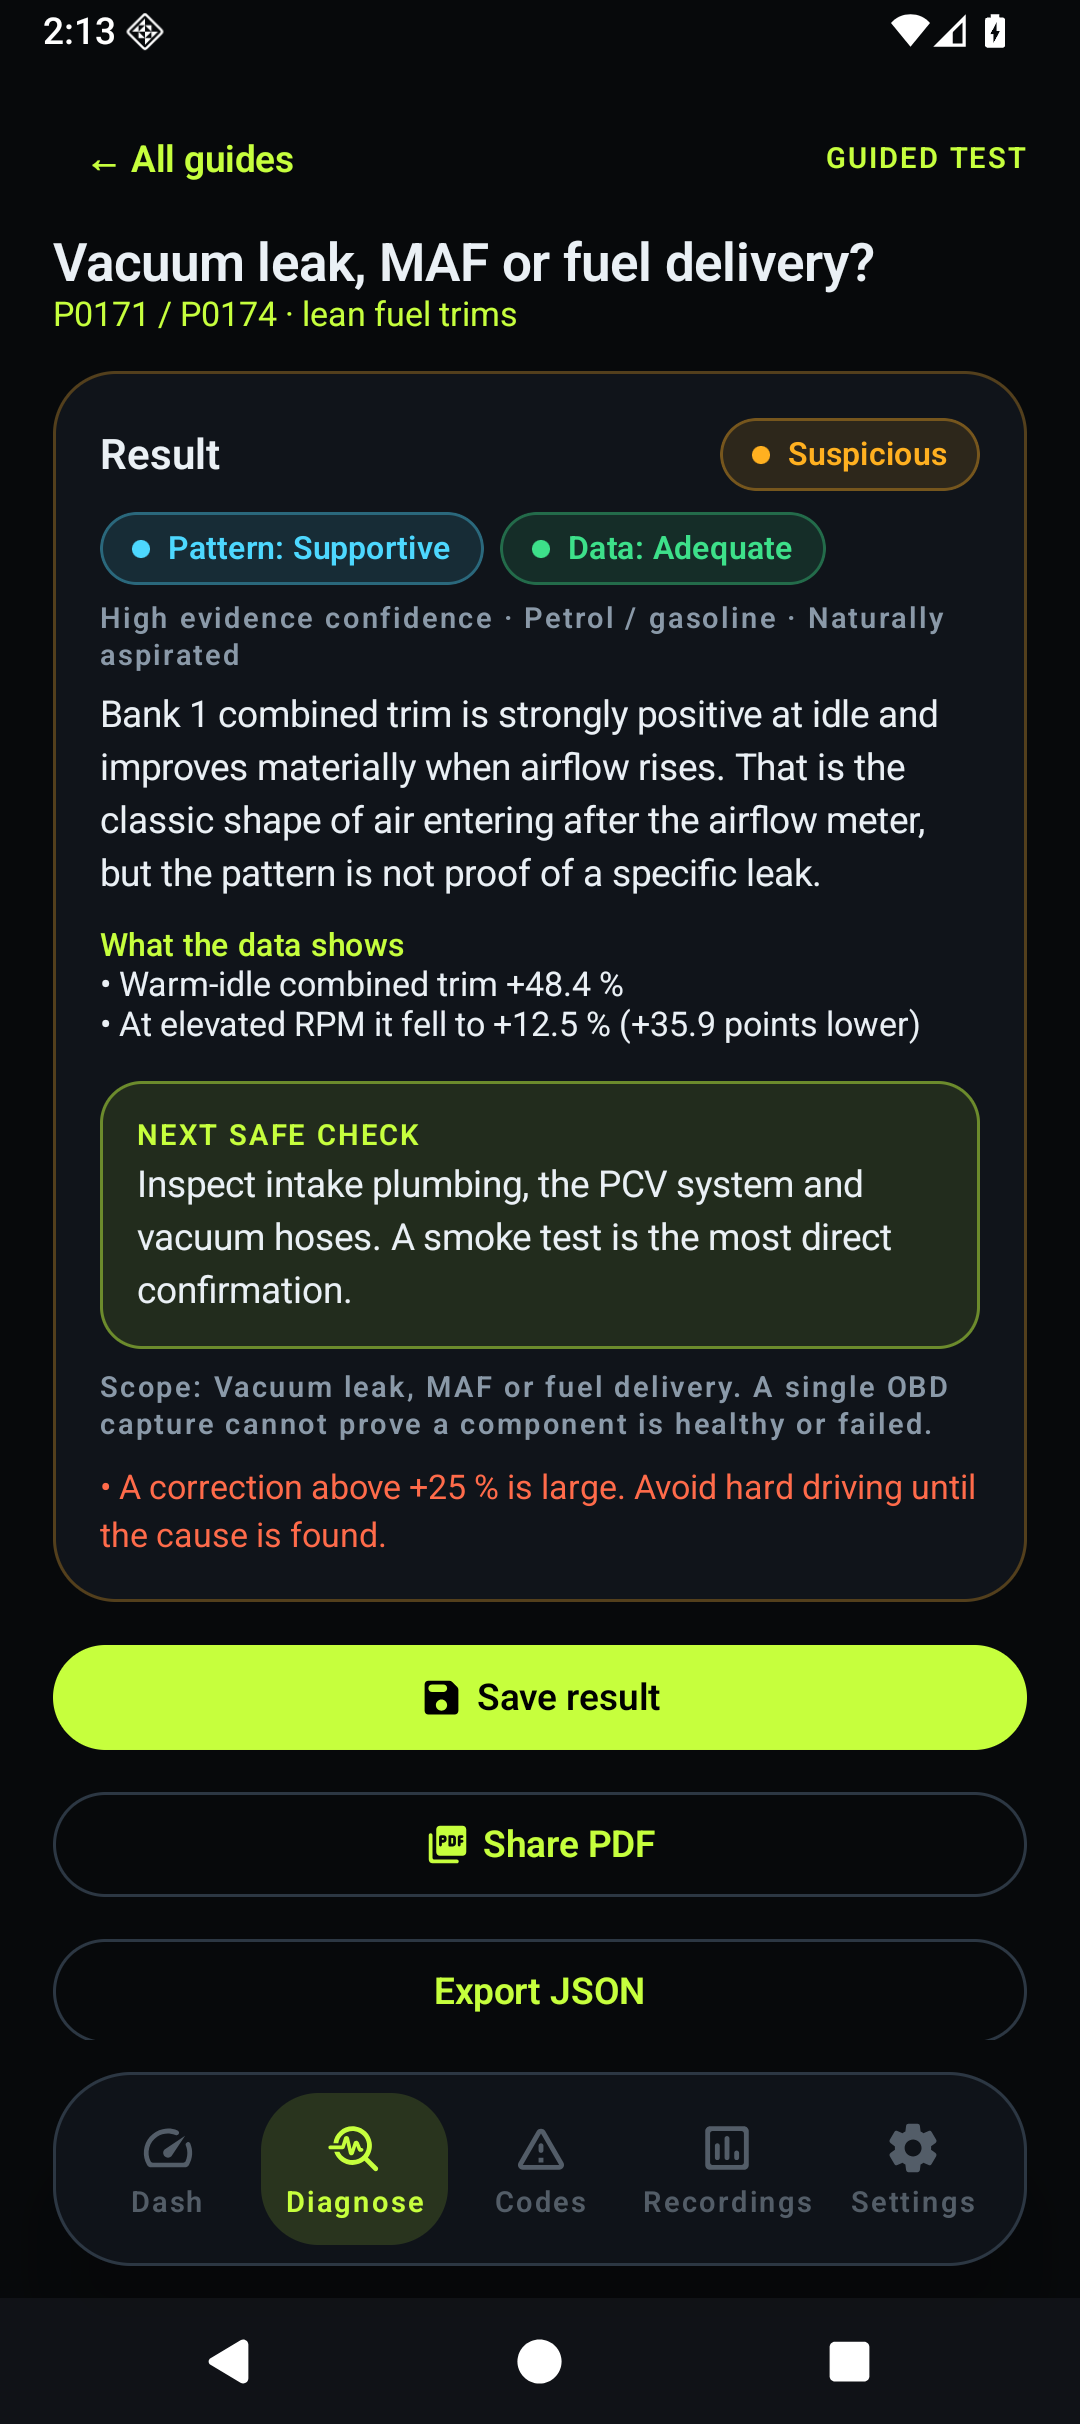 2:13
← All guides
GUIDED TEST
Vacuum leak, MAF or fuel delivery?
P0171 / P0174 · lean fuel trims
Result
Suspicious
Pattern: Supportive
Data: Adequate
High evidence confidence · Petrol / gasoline · Naturally
aspirated
Bank 1 combined trim is strongly positive at idle and
improves materially when airflow rises. That is the
classic shape of air entering after the airflow meter,
but the pattern is not proof of a specific leak.
What the data shows
• Warm-idle combined trim +48.4 %
• At elevated RPM it fell to +12.5 % (+35.9 points lower)
NEXT SAFE CHECK
Inspect intake plumbing, the PCV system and
vacuum hoses. A smoke test is the most direct
confirmation.
Scope: Vacuum leak, MAF or fuel delivery. A single OBD
capture cannot prove a component is healthy or failed.
• A correction above +25 % is large. Avoid hard driving until
the cause is found.
Save result
PDF Share PDF
Export JSON
Dash
Diagnose
Codes
Recordings
Settings